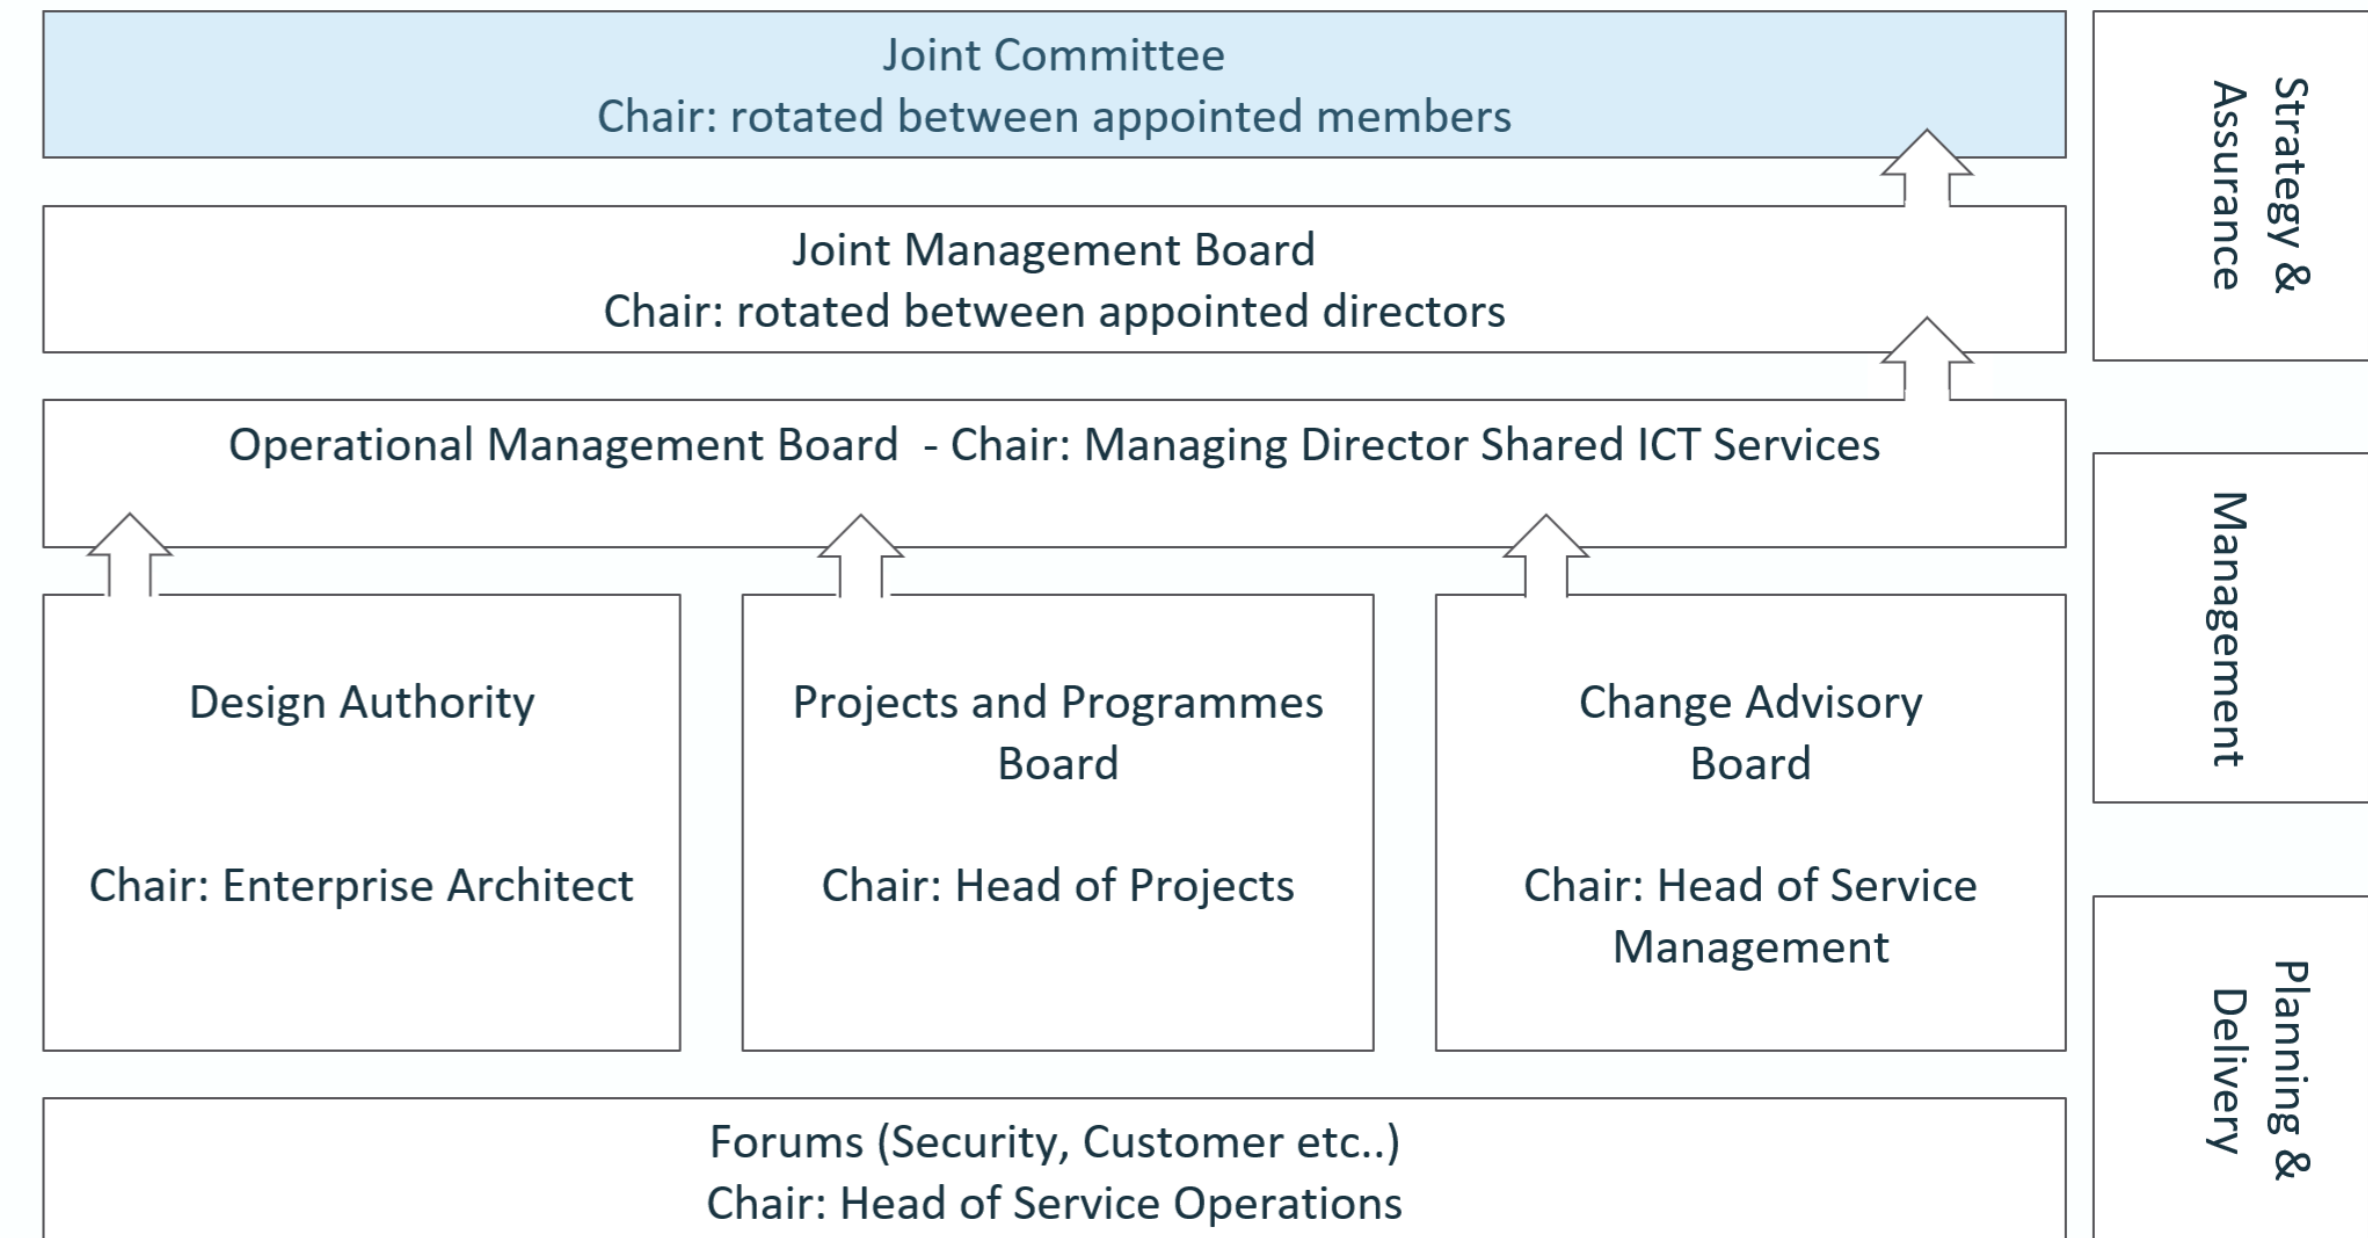 Joint Committee
Chair: rotated between appointed members
Joint Management Board
Chair: rotated between appointed directors
Operational Management Board  - Chair: Managing Director Shared ICT Services
Design Authority
Chair: Enterprise Architect
Projects and Programmes
Board
Chair: Head of Projects
Change Advisory
Board
Chair: Head of Service
Management
Forums (Security, Customer etc..)
Chair: Head of Service Operations
Strategy &
Assurance
Management
Planning &
Delivery